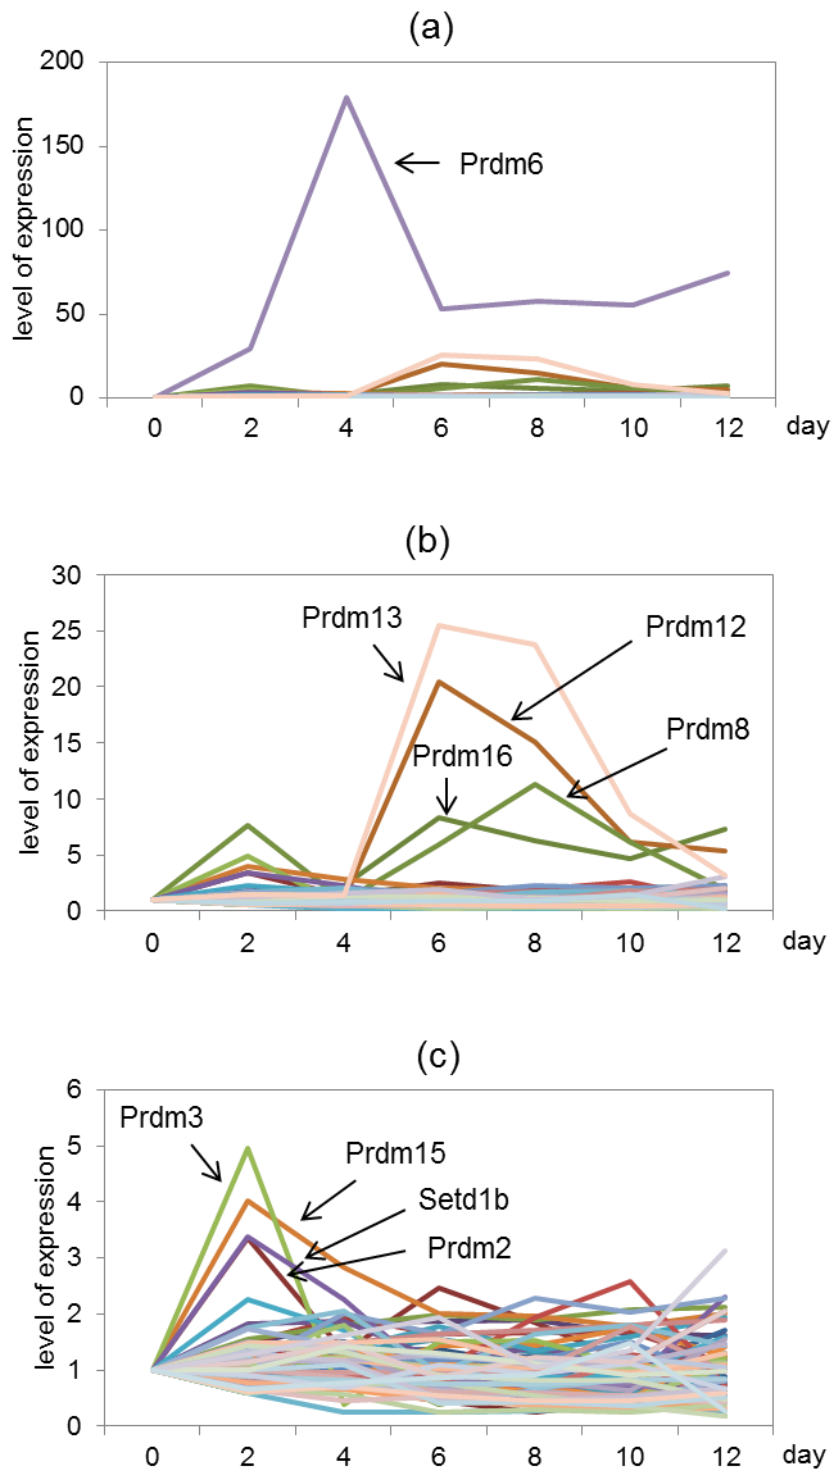 (a)
level of expression
200
150
100
50
0
Prdm6
0 2 4 6 8 10 12 day
(b)
level of expression
30
25
20
15
10
5
0
Prdm13
Prdm12
Prdm16
Prdm8
0 2 4 6 8 10 12 day
(c)
level of expression
6
5
4
3
2
1
0
Prdm3
Prdm15
Setd1b
Prdm2
0 2 4 6 8 10 12 day